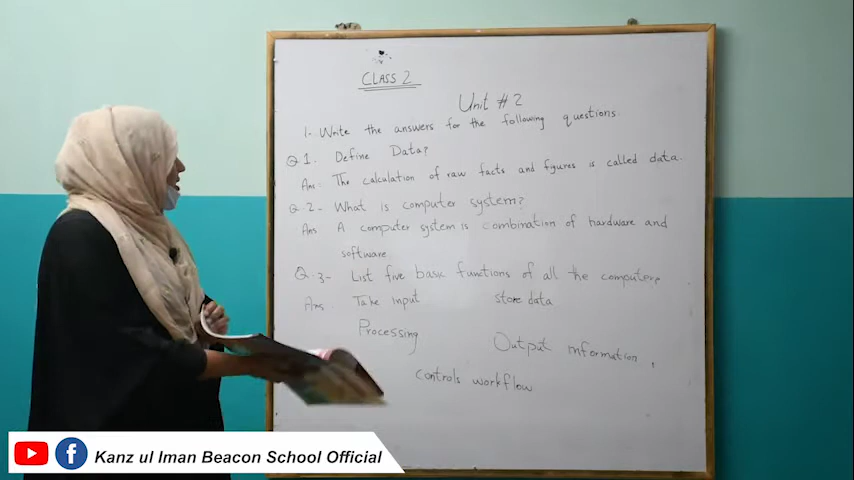 CLASS 2
Unit # 2
1- Write the answers for the following questions.
Q 1. Define Data?
Ans: The calculation of raw facts and figures is called data.
Q.2- What is computer system?
Ans A computer system is combination of hardware and
software
Q.3- List five basic functions of all the computer?
Ans. Take input store data
Processing Output information.
controls workflow
Kanz ul Iman Beacon School Official